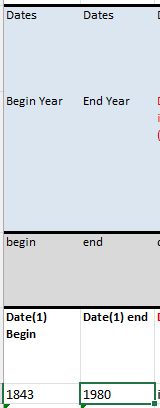 Dates Dates
Begin Year End Year
begin end
Date(1) Date(1) end
Begin
1843 1980